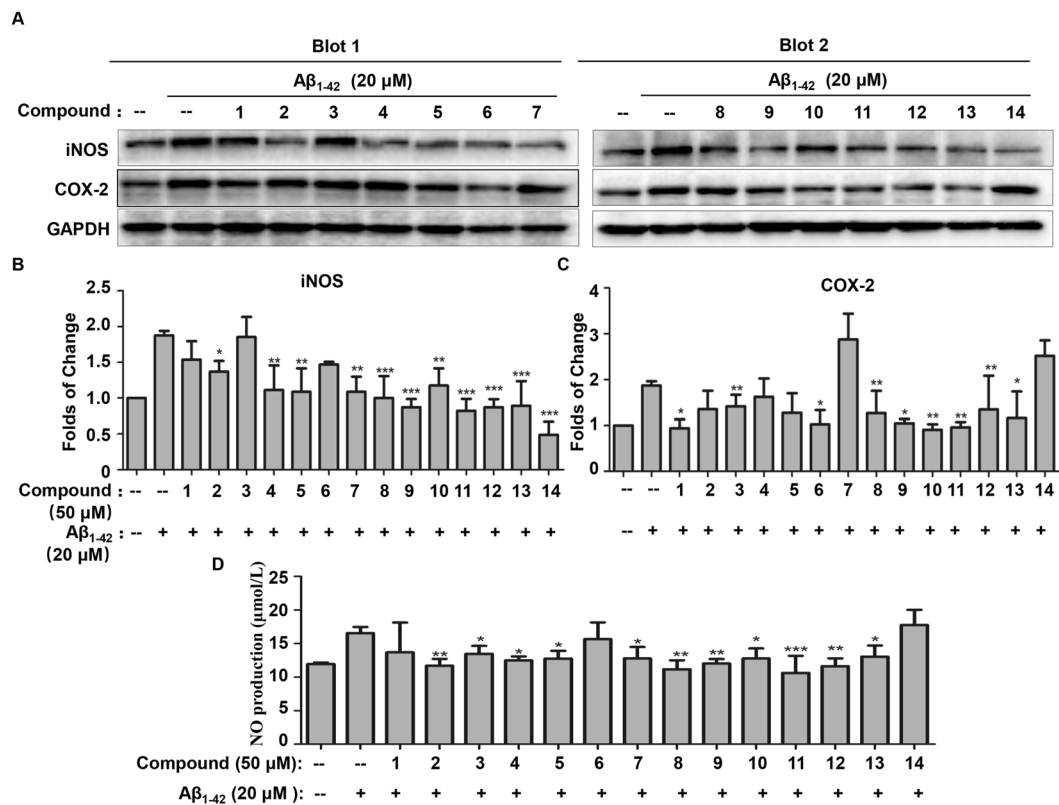 A
Blot 1 Blot 2
Aβ1-42 (20 μM) Aβ1-42 (20 μM)
Compound : -- -- 1 2 3 4 5 6 7 -- -- 8 9 10 11 12 13 14
iNOS
COX-2
GAPDH
B
iNOS
Folds of Change
2.5
2.0
1.5
1.0
0.5
0
* ** ** *** ** *** *** ** *** *** *** ***
Compound : -- -- 1 2 3 4 5 6 7 8 9 10 11 12 13 14
(50 μM)
Aβ1-42 : -- + + + + + + + + + + + + + + +
(20 μM)
C
COX-2
Folds of Change
4
3
2
1
0
* ** * ** * ** ** ** *
-- -- 1 2 3 4 5 6 7 8 9 10 11 12 13 14
-- + + + + + + + + + + + + + + +
D
NO production (μmol/L)
25
20
15
10
5
0
** * * * * ** ** * *** ** *
Compound (50 μM): -- -- 1 2 3 4 5 6 7 8 9 10 11 12 13 14
Aβ1-42 (20 μM) : -- + + + + + + + + + + + + + + +